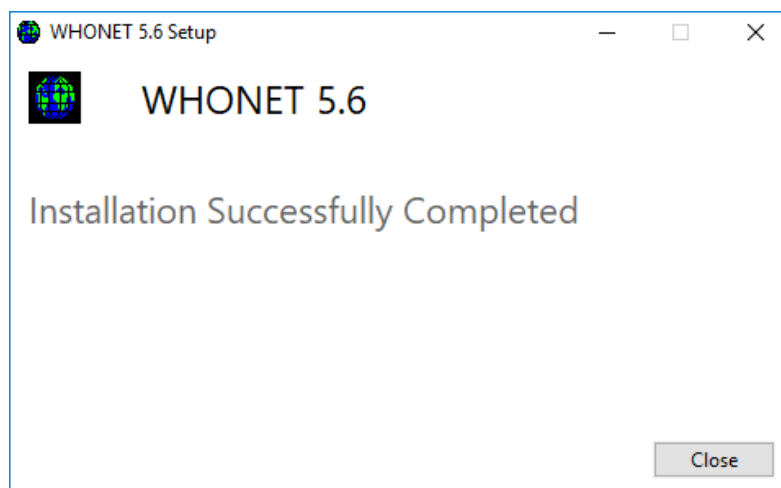 WHONET 5.6 Setup
WHONET 5.6
Installation Successfully Completed
Close